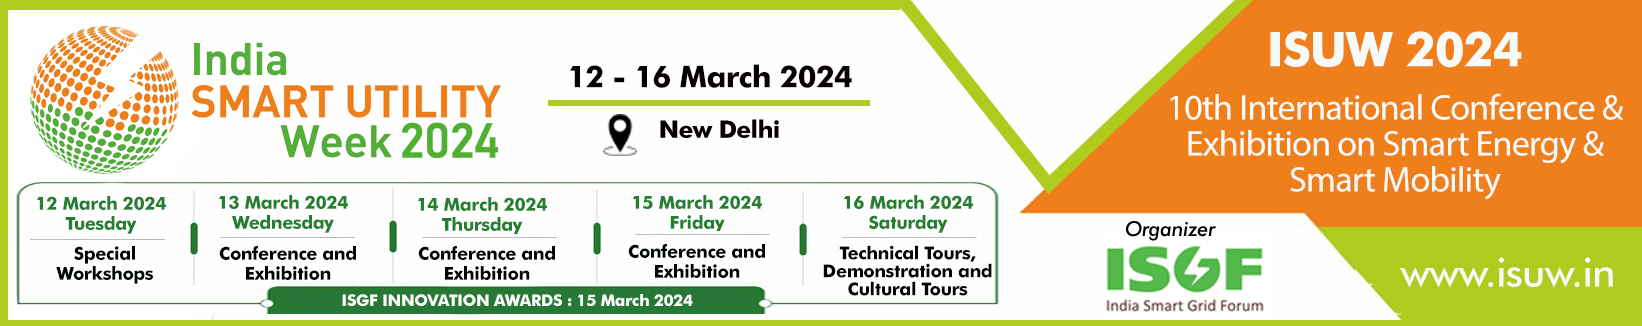 India
SMART UTILITY
Week 2024
12 - 16 March 2024
New Delhi
12 March 2024
Tuesday
Special
Workshops
13 March 2024
Wednesday
Conference and
Exhibition
14 March 2024
Thursday
Conference and
Exhibition
15 March 2024
Friday
Conference and
Exhibition
16 March 2024
Saturday
Technical Tours,
Demonstration and
Cultural Tours
ISGF INNOVATION AWARDS : 15 March 2024
ISUW 2024
10th International Conference &
Exhibition on Smart Energy &
Smart Mobility
Organizer
ISGF
India Smart Grid Forum
www.isuw.in